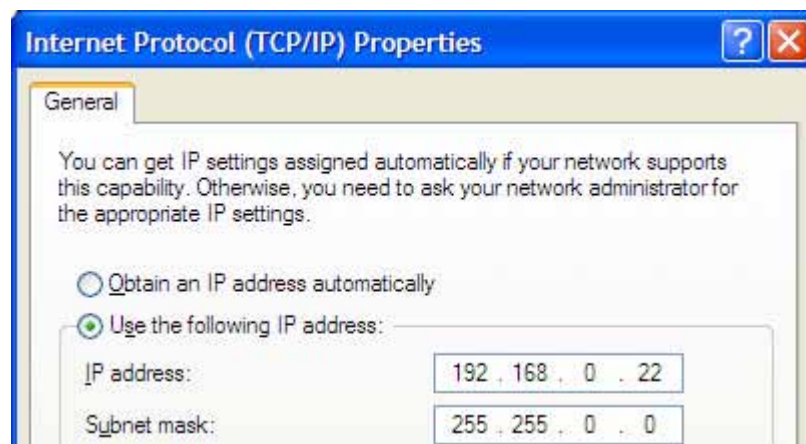 Internet Protocol (TCP/IP) Properties
General
You can get IP settings assigned automatically if your network supports
this capability. Otherwise, you need to ask your network administrator for
the appropriate IP settings.
Obtain an IP address automatically
Use the following IP address:
IP address: 192 . 168 . 0 . 22
Subnet mask: 255 . 255 . 0 . 0